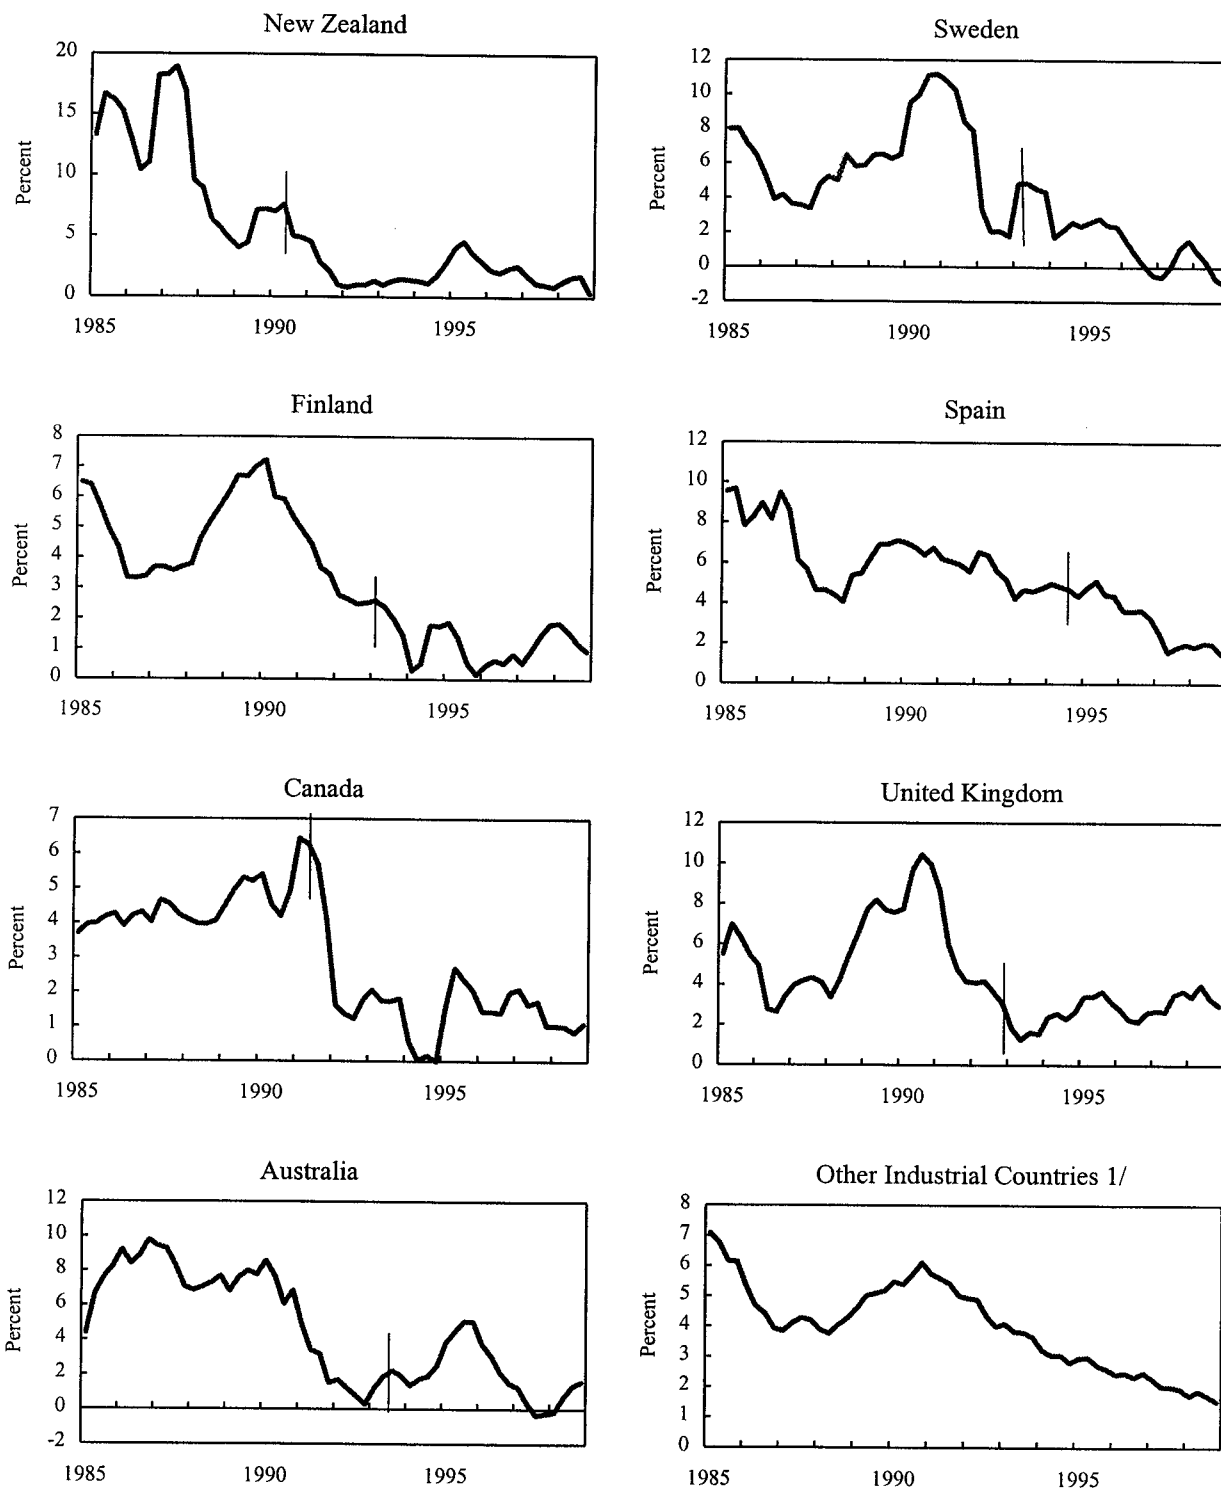 New Zealand
20
15
10
5
0
Percent
1985 1990 1995
Sweden
12
10
8
6
4
2
0
-2
Percent
1985 1990 1995
Finland
8
7
6
5
4
3
2
1
0
Percent
1985 1990 1995
Spain
12
10
8
6
4
2
0
Percent
1985 1990 1995
Canada
7
6
5
4
3
2
1
0
Percent
1985 1990 1995
United Kingdom
12
10
8
6
4
2
0
Percent
1985 1990 1995
Australia
12
10
8
6
4
2
0
-2
Percent
1985 1990 1995
Other Industrial Countries 1/
8
7
6
5
4
3
2
1
0
Percent
1985 1990 1995